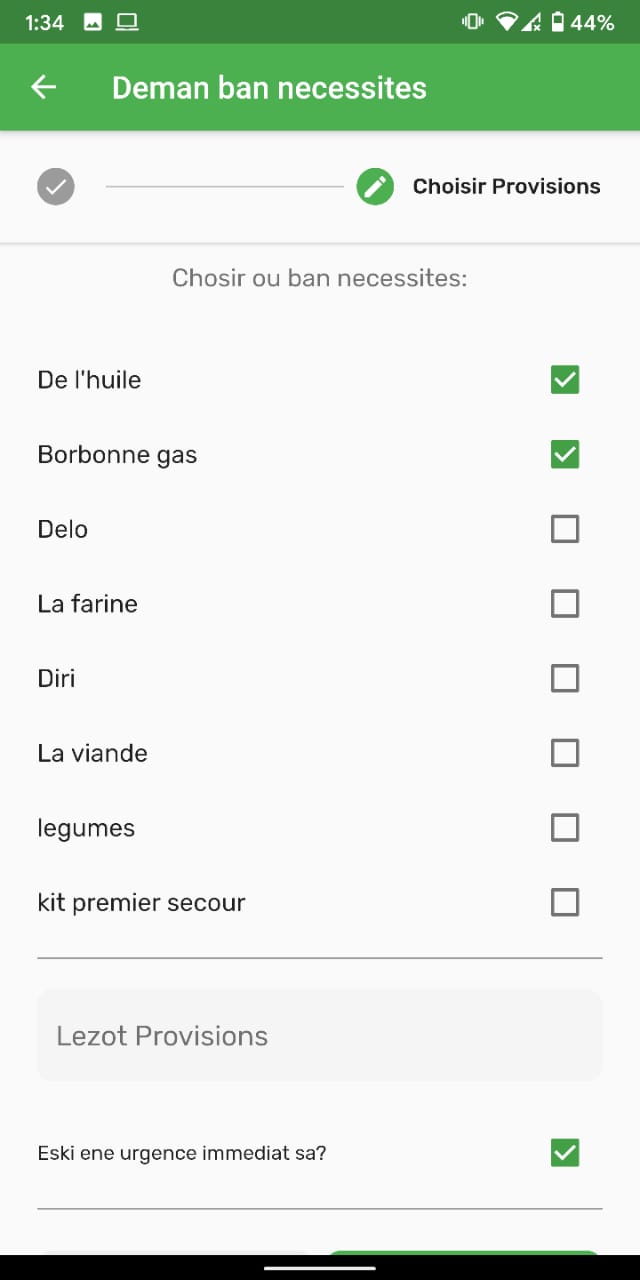 1:34
44%
Deman ban necessites
Choisir Provisions
Chosir ou ban necessites:
De l'huile
Borbonne gas
Delo
La farine
Diri
La viande
legumes
kit premier secour
Lezot Provisions
Eski ene urgence immediat sa?